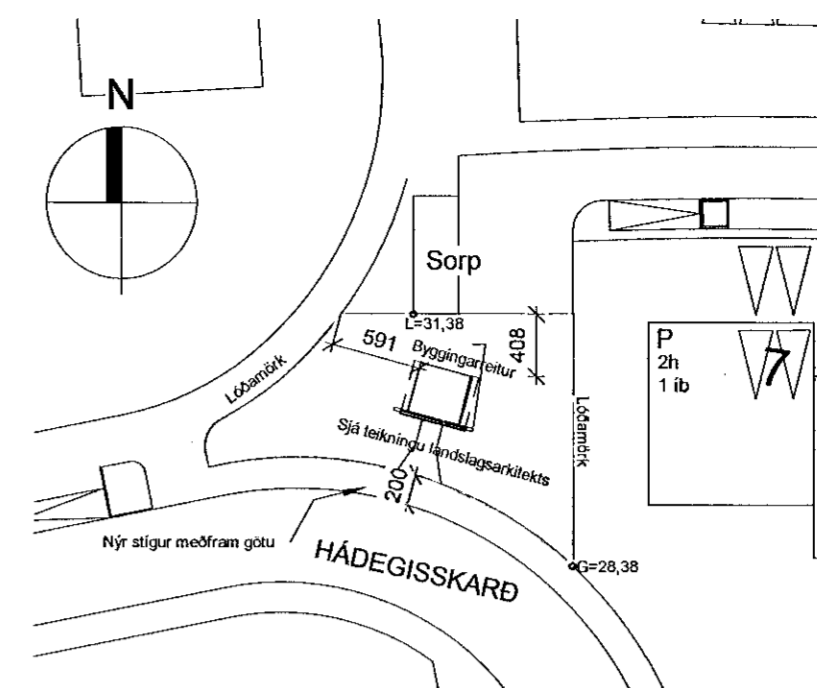 N
Sorp
L=31,38
591
Byggingarreitur
408
P
2h
1 íb
7
Lóðamörk
Lóðamörk
Sjá teikningu landslagsarkitekts
200
Nýr stígur meðfram götu
HÁDEGISSKARÐ
G=28,38